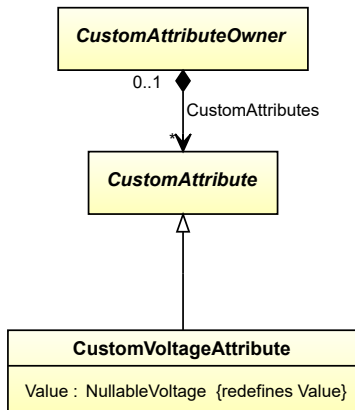 CustomAttributeOwner
0..1
CustomAttributes
*
CustomAttribute
CustomVoltageAttribute
Value : NullableVoltage {redefines Value}